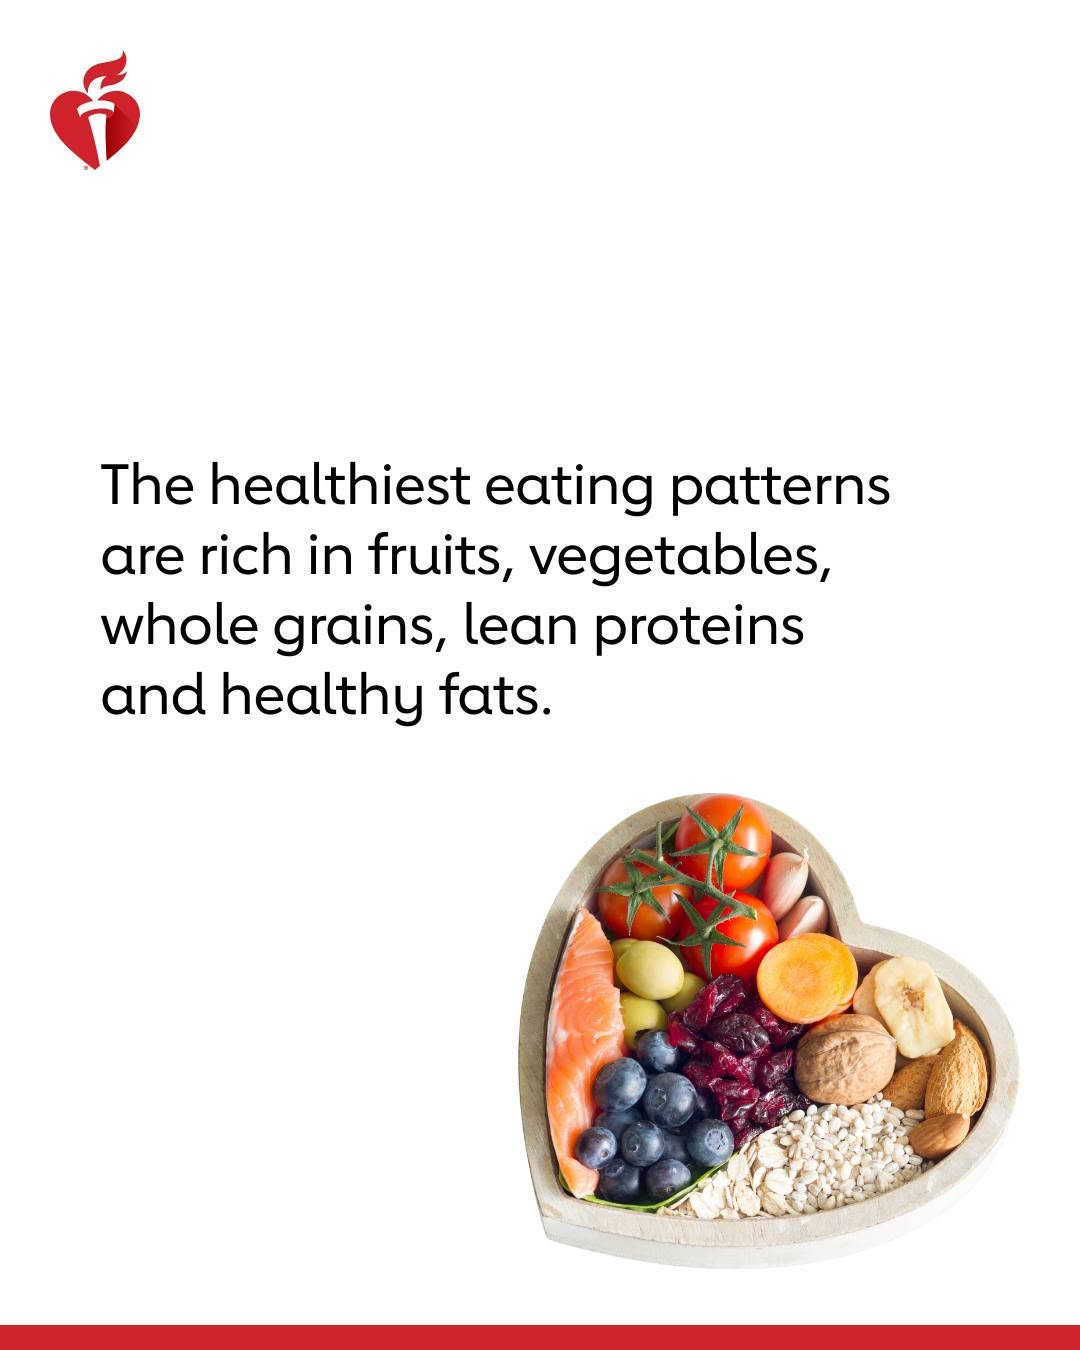 The healthiest eating patterns
are rich in fruits, vegetables,
whole grains, lean proteins
and healthy fats.